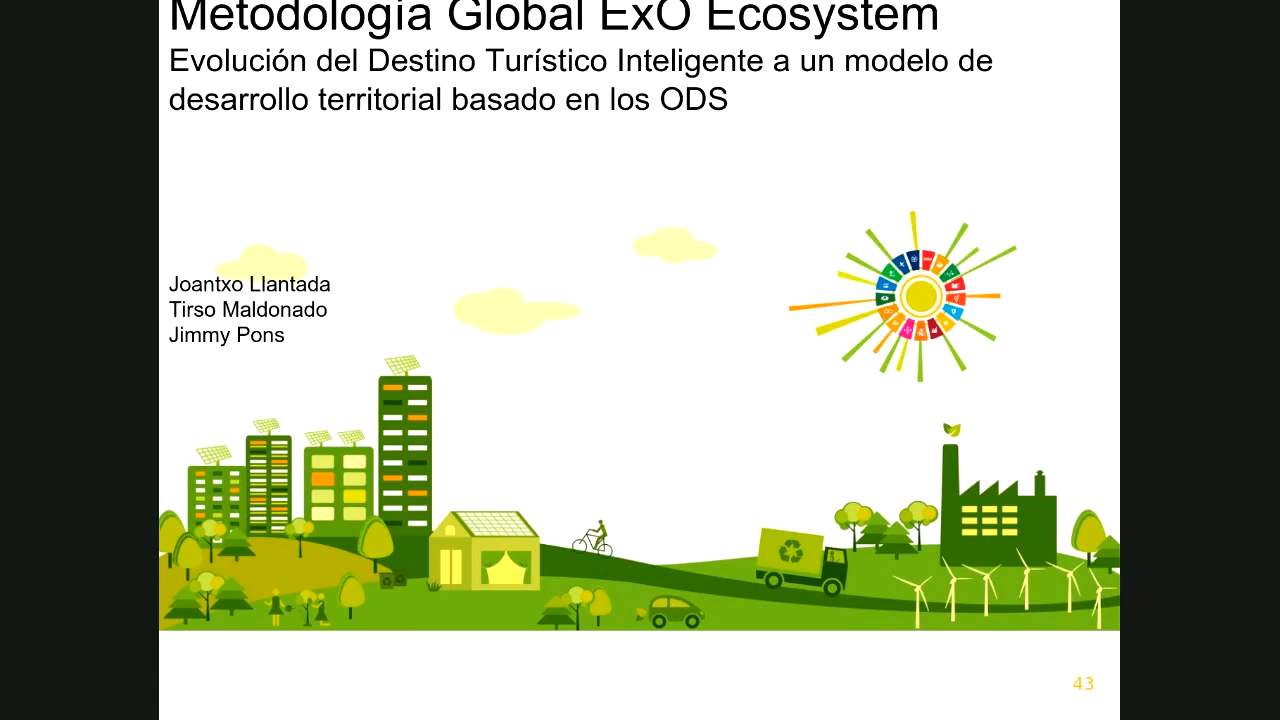 Metodología Global ExO Ecosystem
Evolución del Destino Turístico Inteligente a un modelo de
desarrollo territorial basado en los ODS
Joantxo Llantada
Tirso Maldonado
Jimmy Pons
43